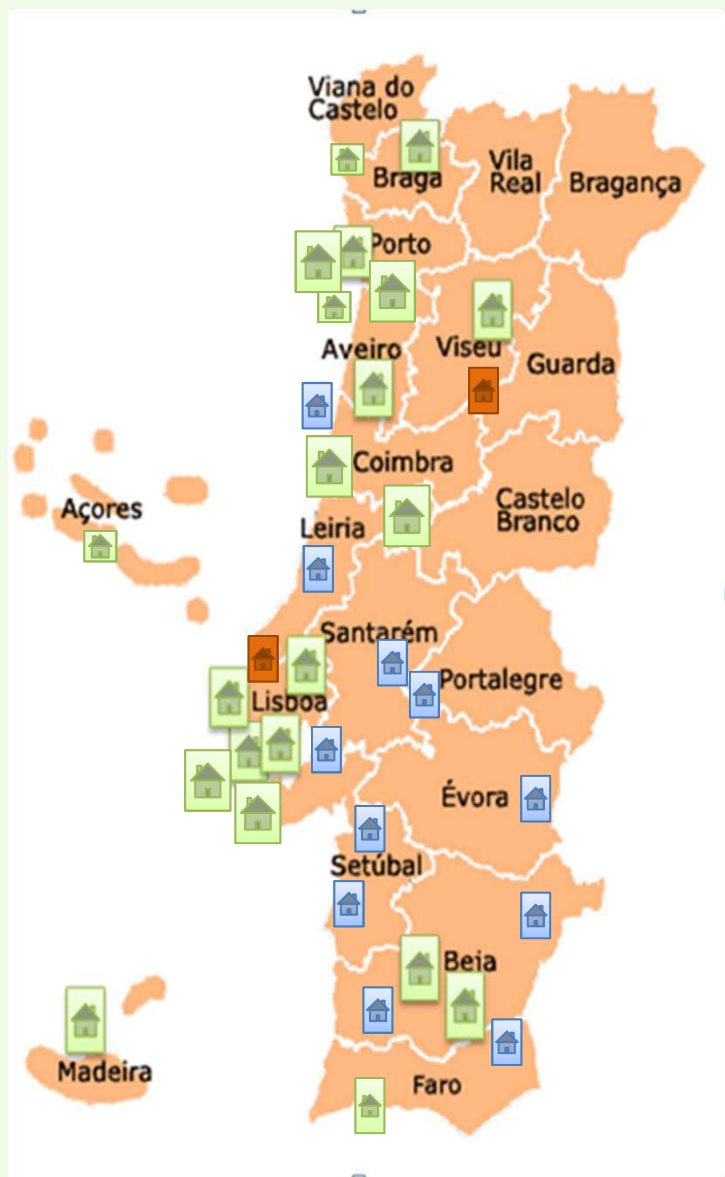 Viana do
Castelo
Braga
Vila
Real
Bragança
Porto
Aveiro
Viseu
Guarda
Coimbra
Castelo
Branco
Açores
Leiria
Santarém
Portalegre
Lisboa
Évora
Setúbal
Beja
Madeira
Faro